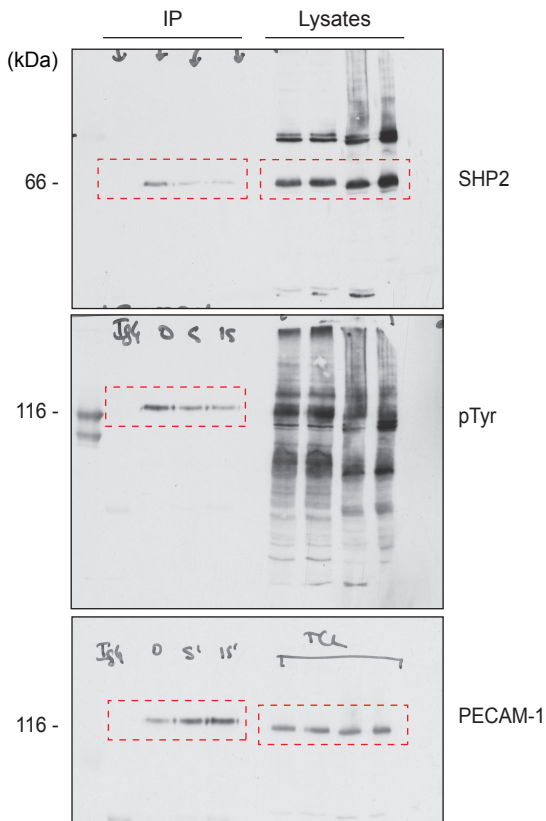 IP Lysates
(kDa)
66 - SHP2
IgG 0 5 15
116 - pTyr
IgG 0 5' 15' TCL
116 - PECAM-1